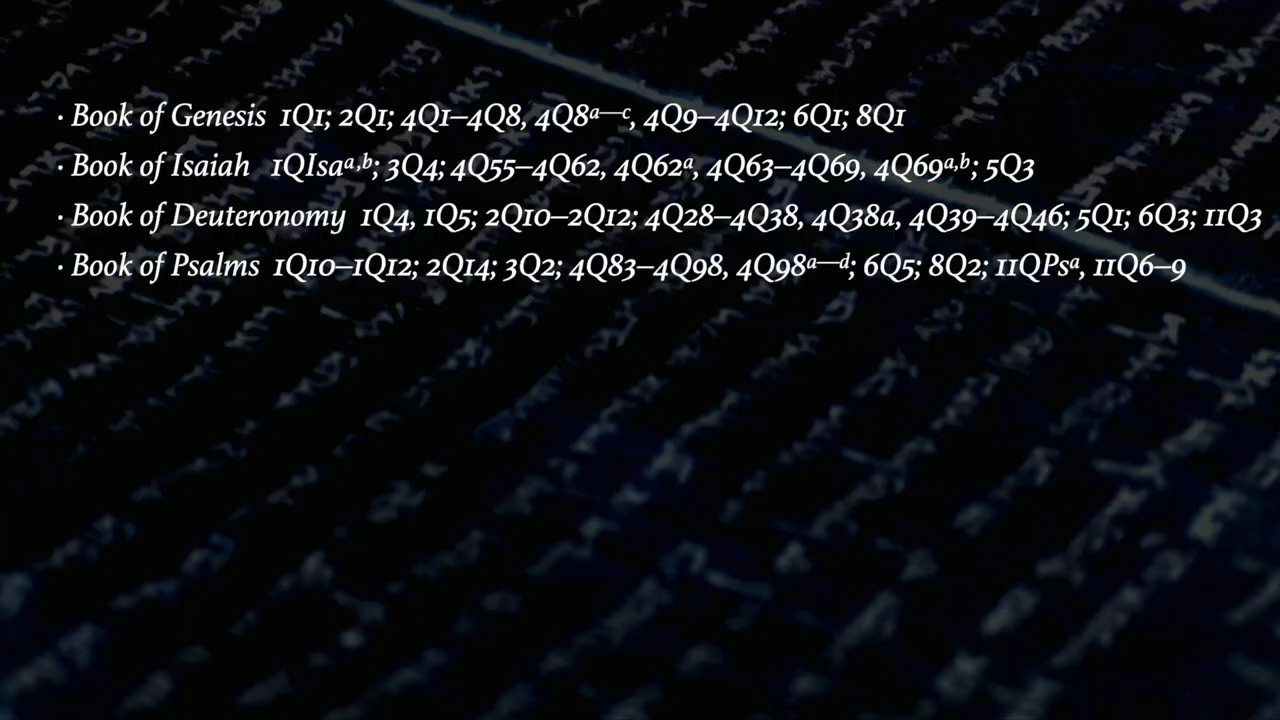 · Book of Genesis 1Q1; 2Q1; 4Q1–4Q8, 4Q8ᵃ—ᶜ, 4Q9–4Q12; 6Q1; 8Q1
· Book of Isaiah 1QIsaᵃ,ᵇ; 3Q4; 4Q55–4Q62, 4Q62ᵃ, 4Q63–4Q69, 4Q69ᵃ,ᵇ; 5Q3
· Book of Deuteronomy 1Q4, 1Q5; 2Q10–2Q12; 4Q28–4Q38, 4Q38a, 4Q39–4Q46; 5Q1; 6Q3; 11Q3
· Book of Psalms 1Q10–1Q12; 2Q14; 3Q2; 4Q83–4Q98, 4Q98ᵃ—ᵈ; 6Q5; 8Q2; 11QPsᵃ, 11Q6–9